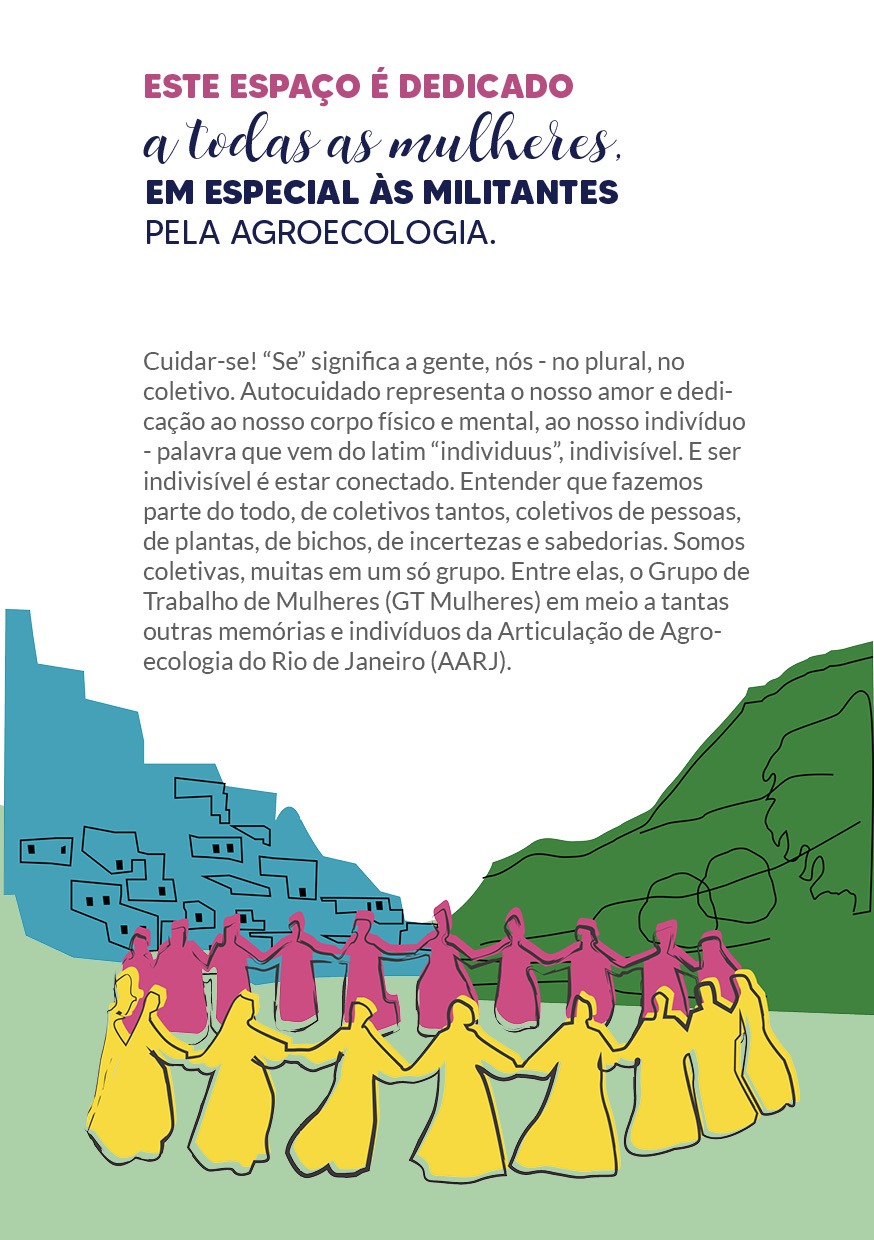 ESTE ESPAÇO É DEDICADO
a todas as mulheres,
EM ESPECIAL ÀS MILITANTES
PELA AGROECOLOGIA.
Cuidar-se! “Se” significa a gente, nós - no plural, no
coletivo. Autocuidado representa o nosso amor e dedi-
cação ao nosso corpo físico e mental, ao nosso indivíduo
- palavra que vem do latim “individuus”, indivisível. E ser
indivisível é estar conectado. Entender que fazemos
parte do todo, de coletivos tantos, coletivos de pessoas,
de plantas, de bichos, de incertezas e sabedorias. Somos
coletivas, muitas em um só grupo. Entre elas, o Grupo de
Trabalho de Mulheres (GT Mulheres) em meio a tantas
outras memórias e indivíduos da Articulação de Agro-
ecologia do Rio de Janeiro (AARJ).